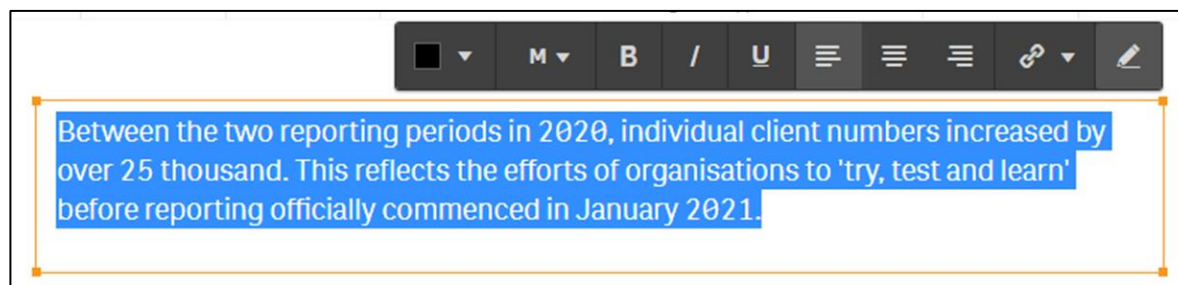 M
B I U
Between the two reporting periods in 2020, individual client numbers increased by
over 25 thousand. This reflects the efforts of organisations to 'try, test and learn'
before reporting officially commenced in January 2021.